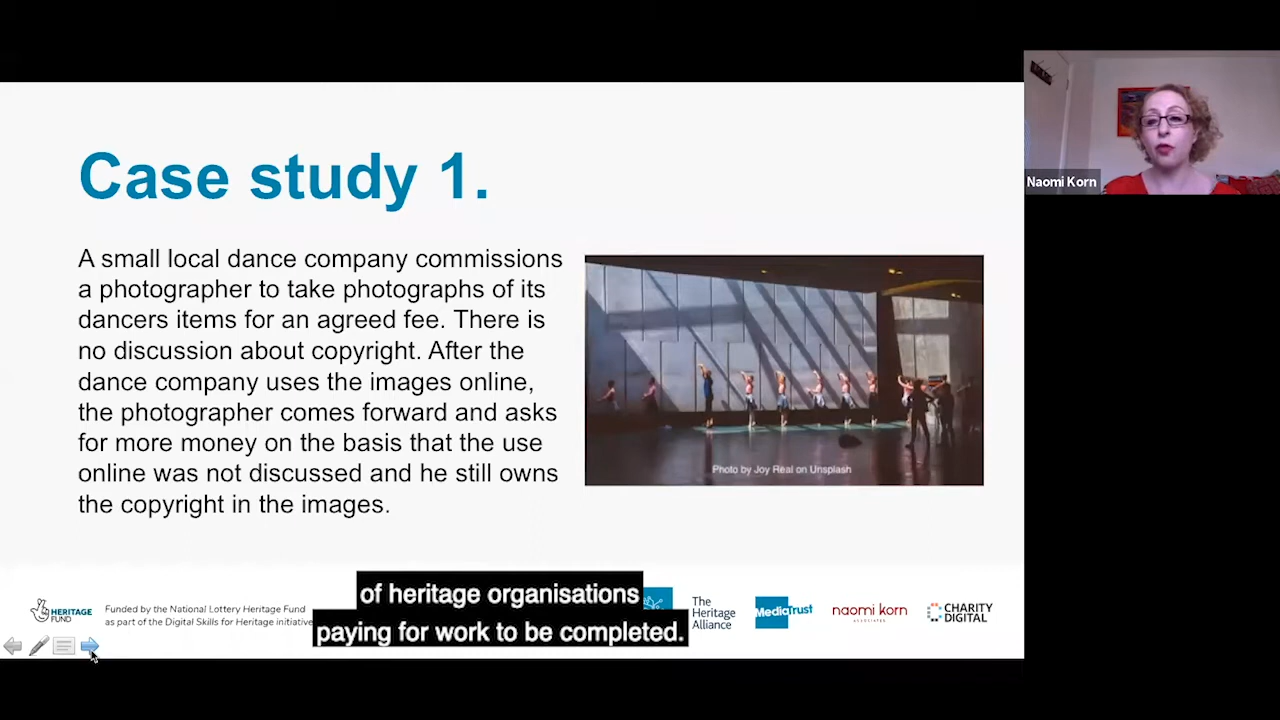 Case study 1.
A small local dance company commissions
a photographer to take photographs of its
dancers items for an agreed fee. There is
no discussion about copyright. After the
dance company uses the images online,
the photographer comes forward and asks
for more money on the basis that the use
online was not discussed and he still owns
the copyright in the images.
Photo by Joy Real on Unsplash
Naomi Korn
HERITAGE
FUND
Funded by the National Lottery Heritage Fund
as part of the Digital Skills for Heritage initiative
of heritage organisations
paying for work to be completed.
The
Heritage
Alliance
MediaTrust
naomi korn
ASSOCIATES
CHARITY
DIGITAL